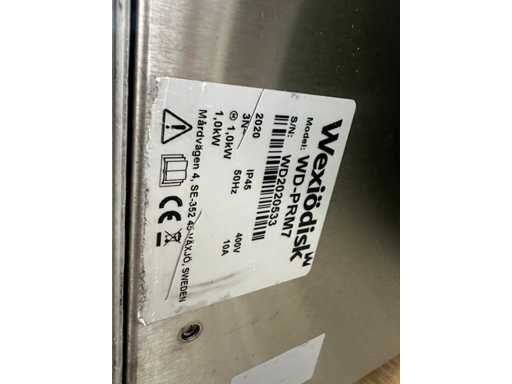 Wexiödisk W
Model: WD-PRM7
S/N: WD2020533
2020 IP45 400V
3N~ 50Hz 10A
Ⓜ 1,0kW
1,0kW
Mårdvägen 4, SE-352 45 VÄXJÖ, SWEDEN
CE